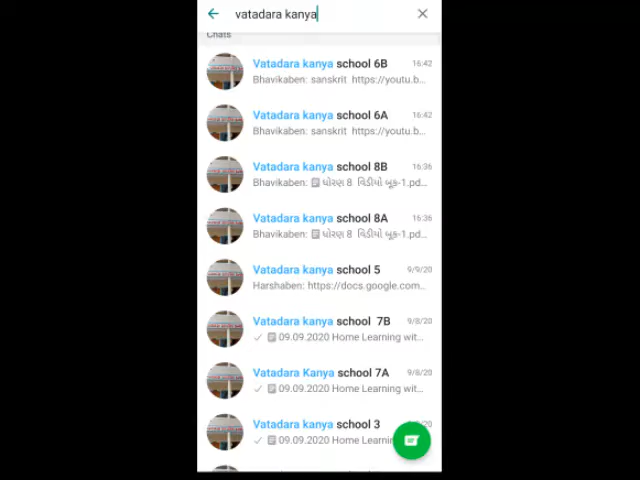 vatadara kanya
Chats
Vatadara kanya school 6B 16:42
Bhavikaben: sanskrit https://youtu.b...
Vatadara kanya school 6A 16:42
Bhavikaben: sanskrit https://youtu.b...
Vatadara kanya school 8B 16:36
Bhavikaben: ધોરણ 8 વિડીયો બૂક-1.pd...
Vatadara kanya school 8A 16:36
Bhavikaben: ધોરણ 8 વિડીયો બૂક-1.pd...
Vatadara kanya school 5 9/9/20
Harshaben: https://docs.google.com...
Vatadara kanya school 7B 9/8/20
09.09.2020 Home Learning wit...
Vatadara Kanya school 7A 9/8/20
09.09.2020 Home Learning wit...
Vatadara kanya school 3
09.09.2020 Home Learnin